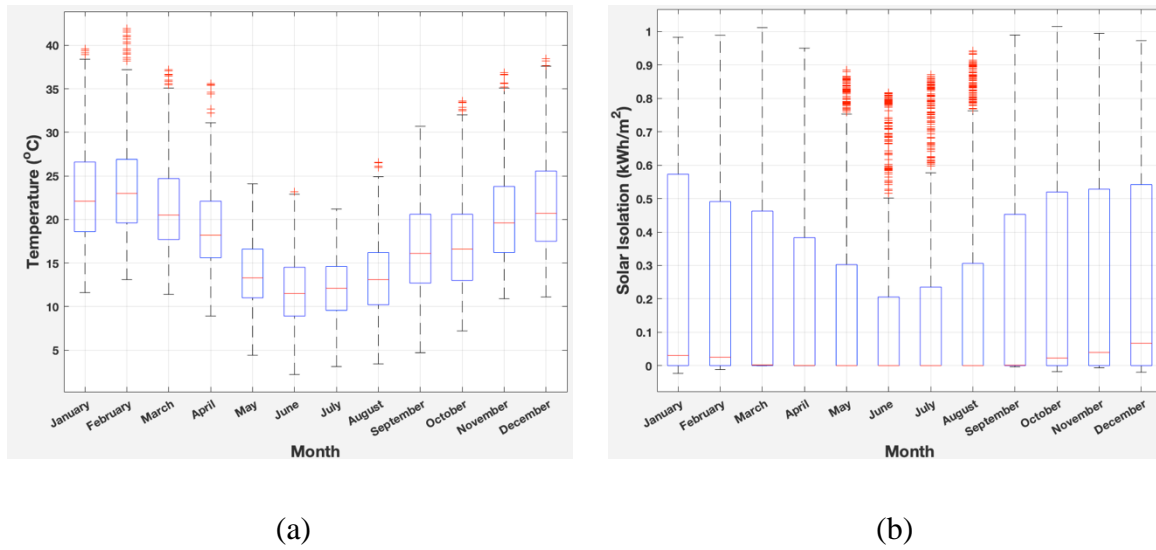 Temperature (°C)
40
35
30
25
20
15
10
5
January
February
March
April
May
June
July
August
September
October
November
December
Month
(a)
Solar Isolation (kWh/m²)
1
0.9
0.8
0.7
0.6
0.5
0.4
0.3
0.2
0.1
0
January
February
March
April
May
June
July
August
September
October
November
December
Month
(b)